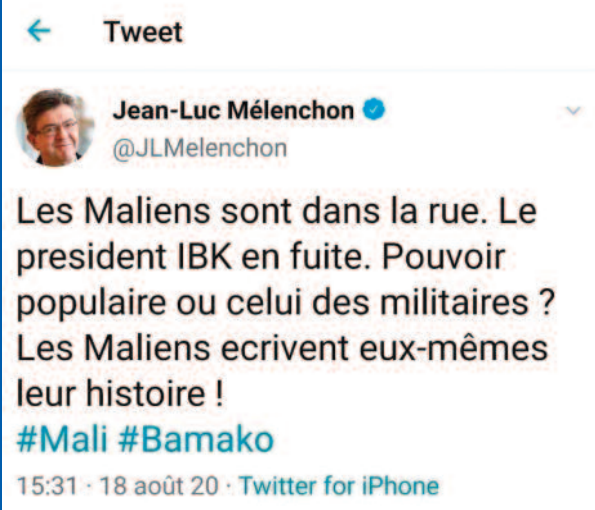 Tweet
Jean-Luc Mélenchon
@JLMelenchon
Les Maliens sont dans la rue. Le
president IBK en fuite. Pouvoir
populaire ou celui des militaires ?
Les Maliens ecrivent eux-mêmes
leur histoire !
#Mali #Bamako
15:31 · 18 août 20 · Twitter for iPhone